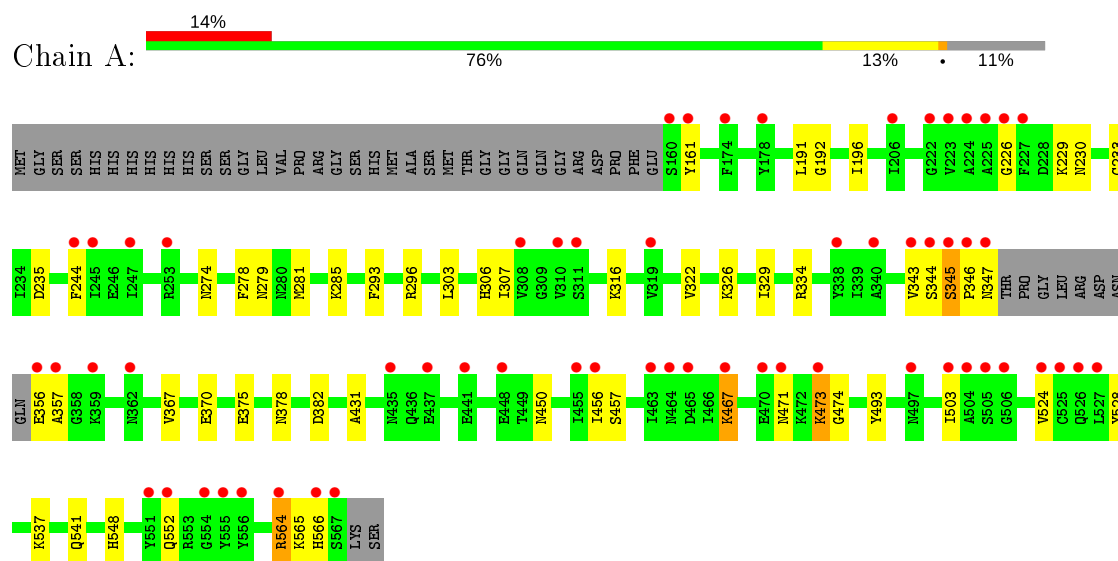 14%
Chain A:
76% 13% • 11%
MET GLY SER SER HIS HIS HIS HIS HIS HIS SER SER GLY LEU VAL PRO ARG GLY SER HIS MET ALA SER MET THR GLY GLY GLN GLN GLY ARG ASP PRO PHE GLU S160 Y161 F174 Y178 L191 G192 I196 I206 G222 V223 A224 A225 G226 F227 D228 K229 N230
I234 D235 F244 I245 E246 I247 R253 N274 F278 N279 N280 M281 K285 F293 R296 L303 H306 I307 V308 G309 V310 S311 K316 V319 V322 K326 I329 R334 Y338 I339 A340 V343 S344 S345 P346 N347 THR PRO GLY LEU ARG ASP ASN
GLN E356 A357 G358 K359 N362 V367 E370 E375 N378 D382 A431 N435 Q436 E437 E441 E448 T449 N450 I455 I456 S457 I463 N464 D465 I466 K467 E470 N471 K472 K473 G474 Y493 N497 I503 A504 S505 G506 V524 C525 Q526 L527 Y528
K537 Q541 H548 Y551 Q552 R553 G554 Y555 Y556 R564 K565 H566 S567 LYS SER